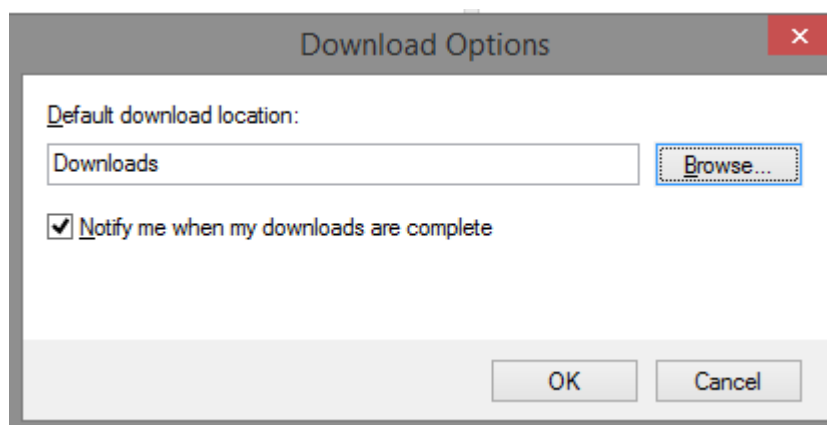 Download Options
Default download location:
Downloads
Browse...
Notify me when my downloads are complete
OK
Cancel